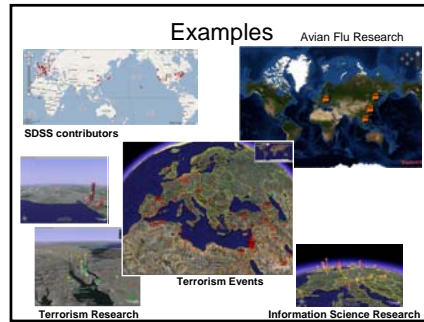 Examples
Avian Flu Research
SDSS contributors
Terrorism Events
Terrorism Research
Information Science Research